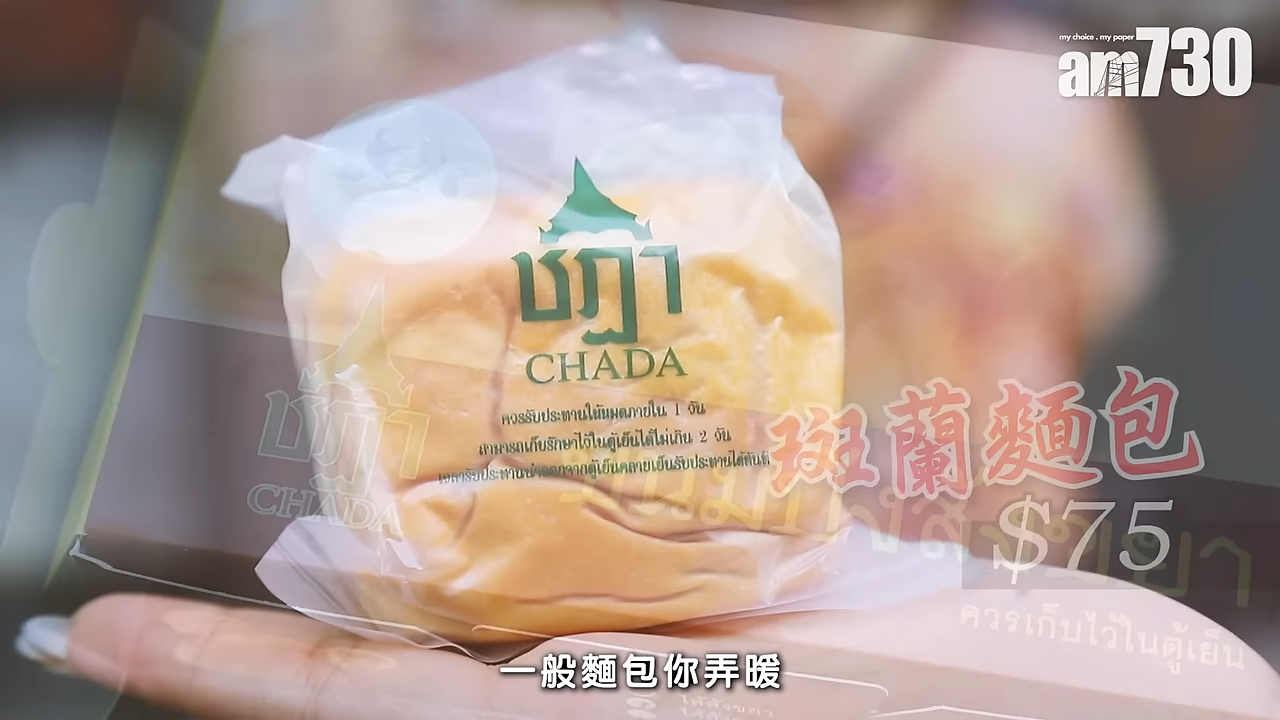 my choice . my paper
am730
ชฎา
CHADA
ควรรับประทานให้หมดภายใน 1 วัน
สามารถเก็บรักษาไว้ในตู้เย็นได้ไม่เกิน 2 วัน
ชฎา
CHADA
斑蘭麵包
$75
ควรเก็บไว้ในตู้เย็น
一般麵包你弄暖